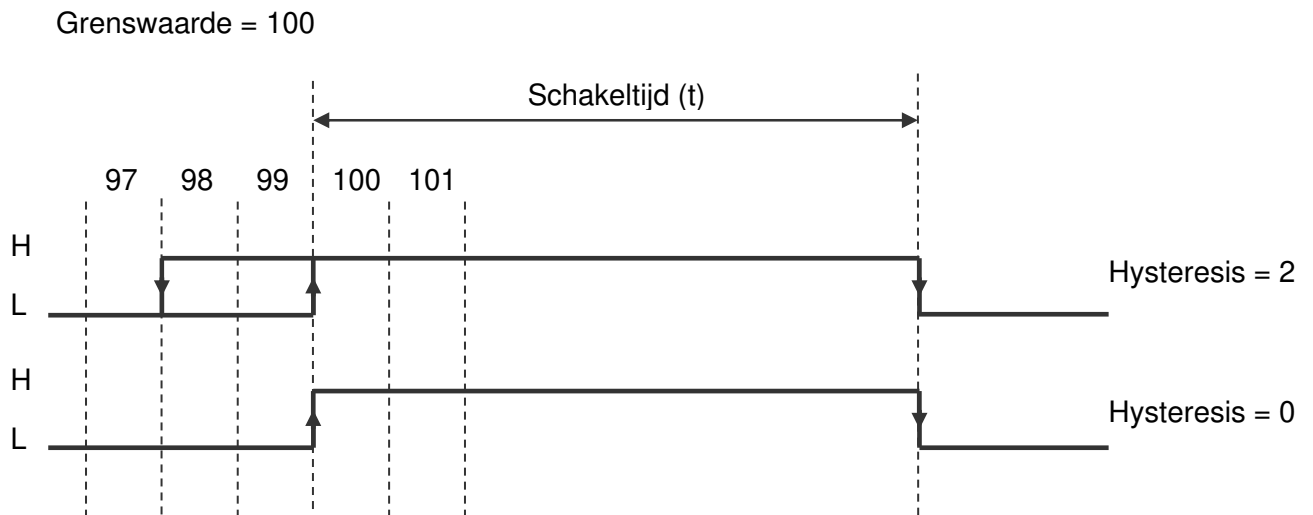 Grenswaarde = 100
Schakeltijd (t)
97 98 99 100 101
H
L
Hysteresis = 2
H
L
Hysteresis = 0